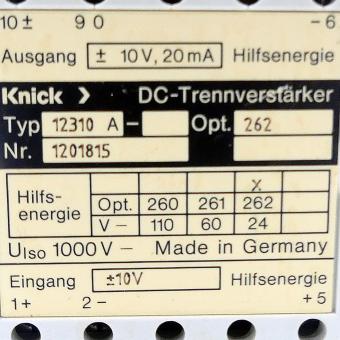 10± 9 0 -6
Ausgang ± 10V, 20mA Hilfsenergie
Knick > DC-Trennverstärker
Typ 12310 A- Opt. 262
Nr. 1201815
X
Hilfs-energie Opt. 260 261 262
V- 110 60 24
UIso 1000 V – Made in Germany
Eingang ±10V Hilfsenergie
1+ 2- +5